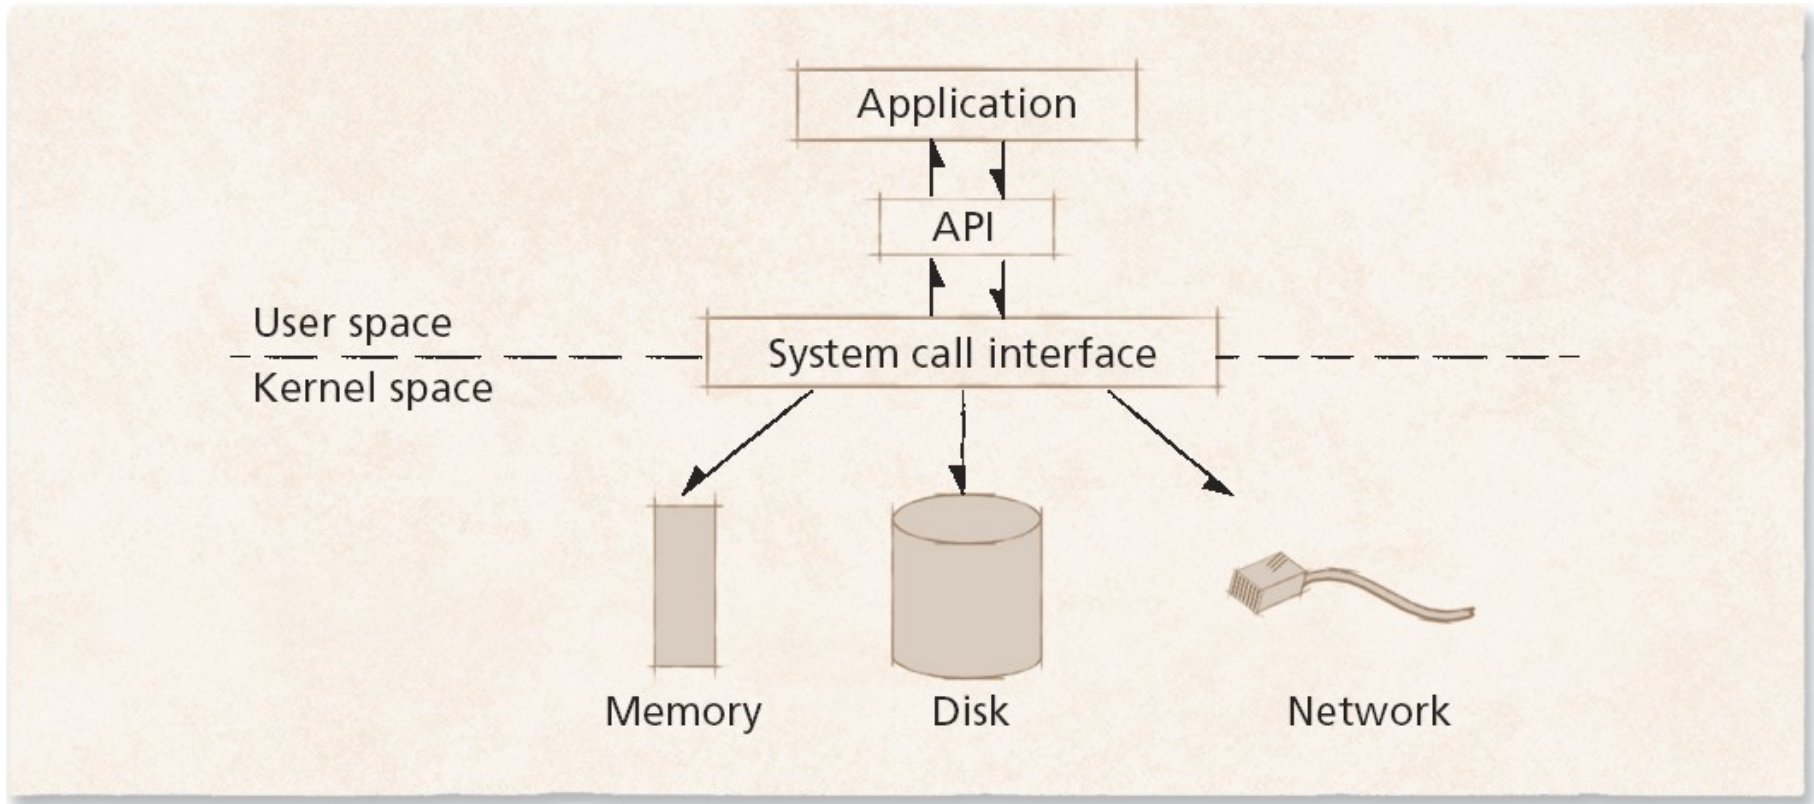 Application
API
User space
System call interface
Kernel space
Memory
Disk
Network